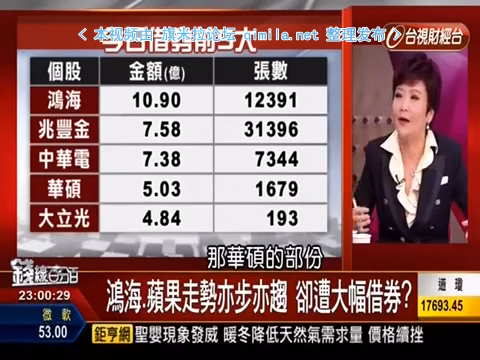 < 本视频由 旗米拉论坛 qimila.net 整理发布 >
今日借券前5大
台視財經台
個股 金額(億) 張數
鴻海 10.90 12391
兆豐金 7.58 31396
中華電 7.38 7344
華碩 5.03 1679
大立光 4.84 193
那華碩的部份
錢線百分百
鴻海.蘋果走勢亦步亦趨 卻遭大幅借券?
23:00:29
道瓊
17693.45
微軟
53.00
鉅亨網 聖嬰現象發威 暖冬降低天然氣需求量 價格續挫